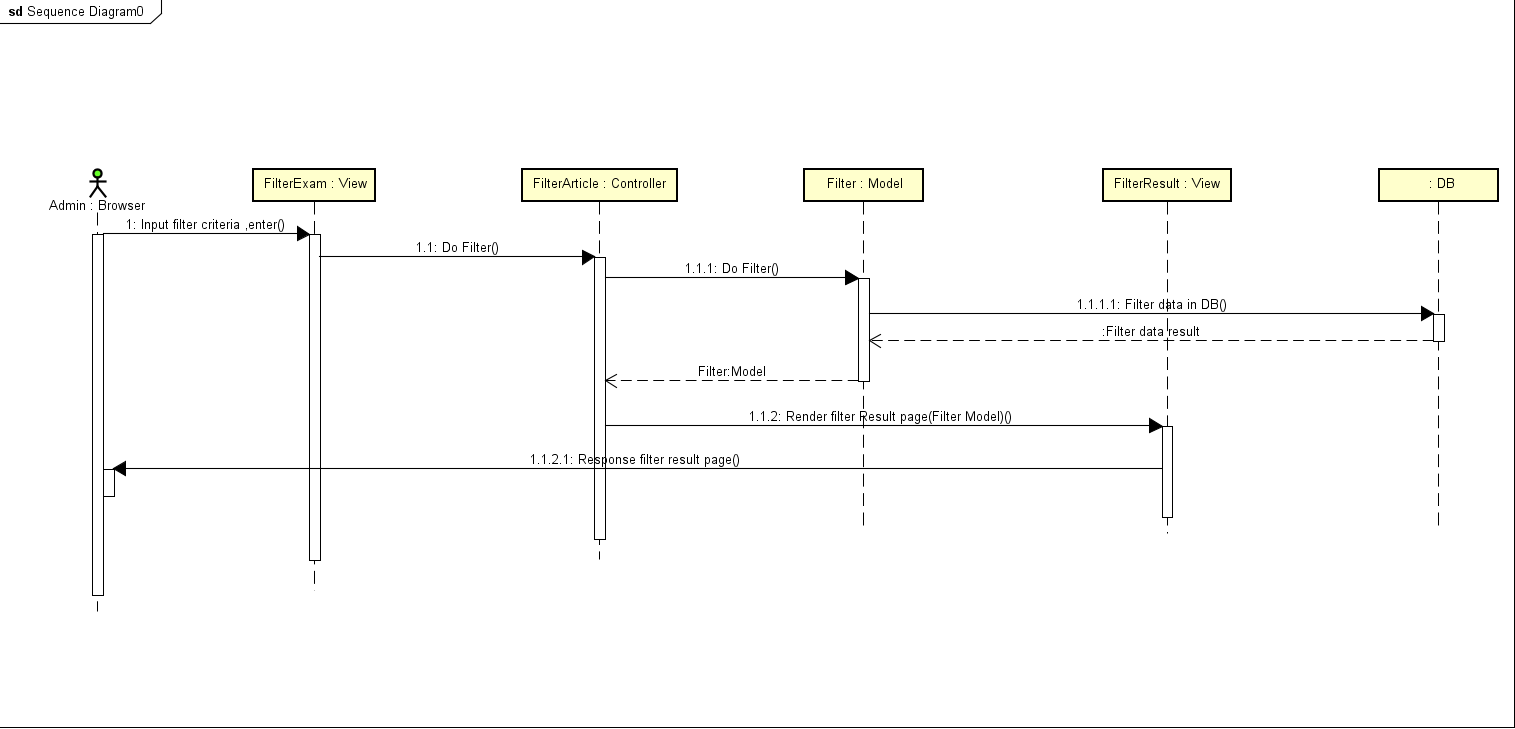 sd Sequence Diagram0
Admin : Browser
FilterExam : View
FilterArticle : Controller
Filter : Model
FilterResult : View
: DB
1: Input filter criteria ,enter()
1.1: Do Filter()
1.1.1: Do Filter()
1.1.1.1: Filter data in DB()
:Filter data result
Filter:Model
1.1.2: Render filter Result page(Filter Model)()
1.1.2.1: Response filter result page()